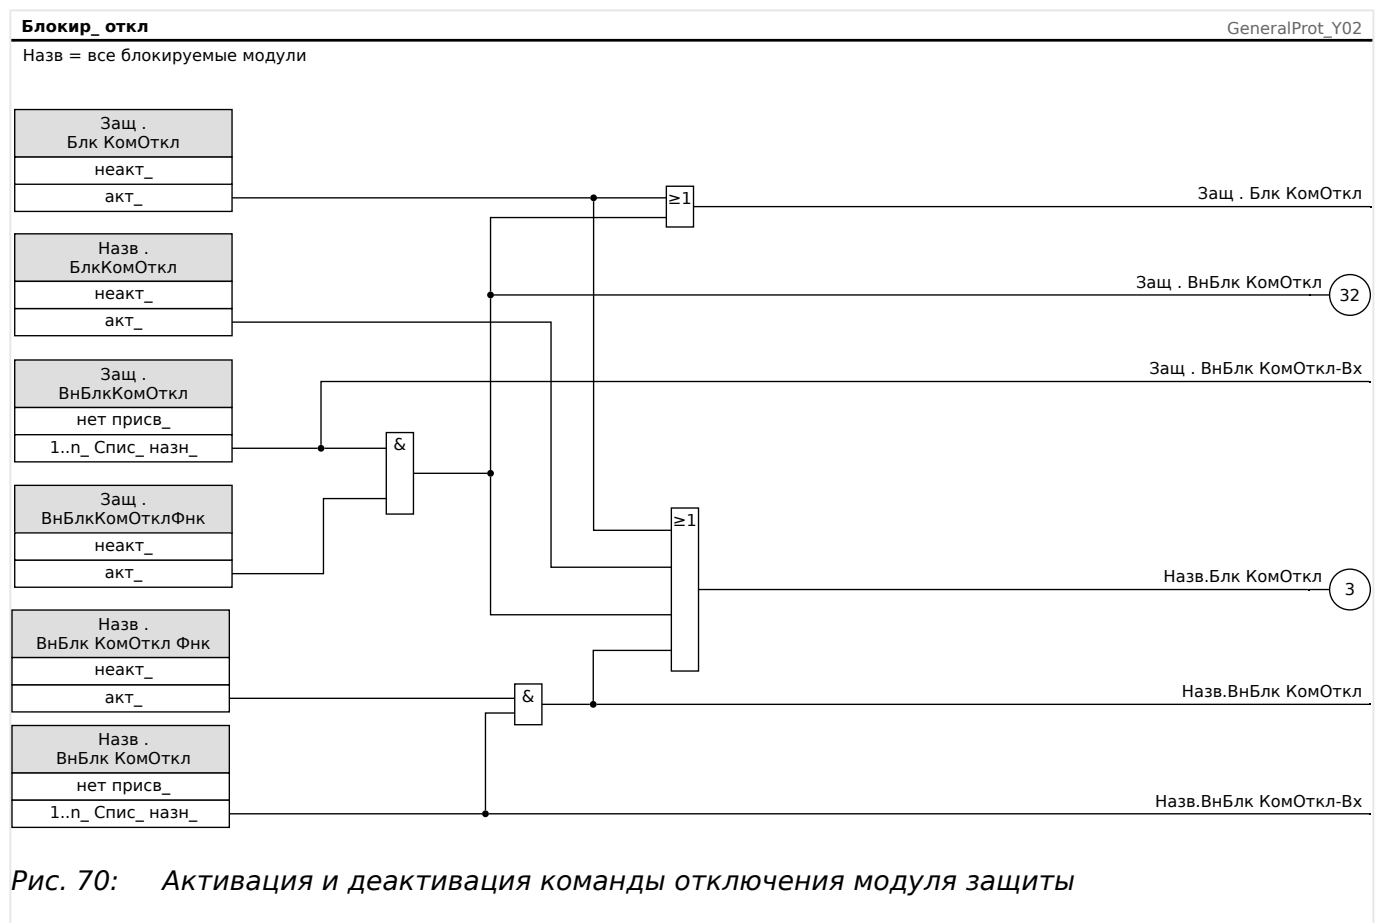 Блокир_ откл
GeneralProt_Y02
Назв = все блокируемые модули
Защ .
Блк КомОткл
неакт_
акт_
≥1
Защ . Блк КомОткл
Назв .
БлкКомОткл
неакт_
акт_
Защ . ВнБлк КомОткл
32
Защ .
ВнБлкКомОткл
нет присв_
1..n_ Спис_ назн_
&
Защ . ВнБлк КомОткл-Вх
Защ .
ВнБлкКомОтклФнк
неакт_
акт_
≥1
Назв.Блк КомОткл
3
Назв .
ВнБлк КомОткл Фнк
неакт_
акт_
&
Назв.ВнБлк КомОткл
Назв .
ВнБлк КомОткл
нет присв_
1..n_ Спис_ назн_
Назв.ВнБлк КомОткл-Вх
Рис. 70: Активация и деактивация команды отключения модуля защиты